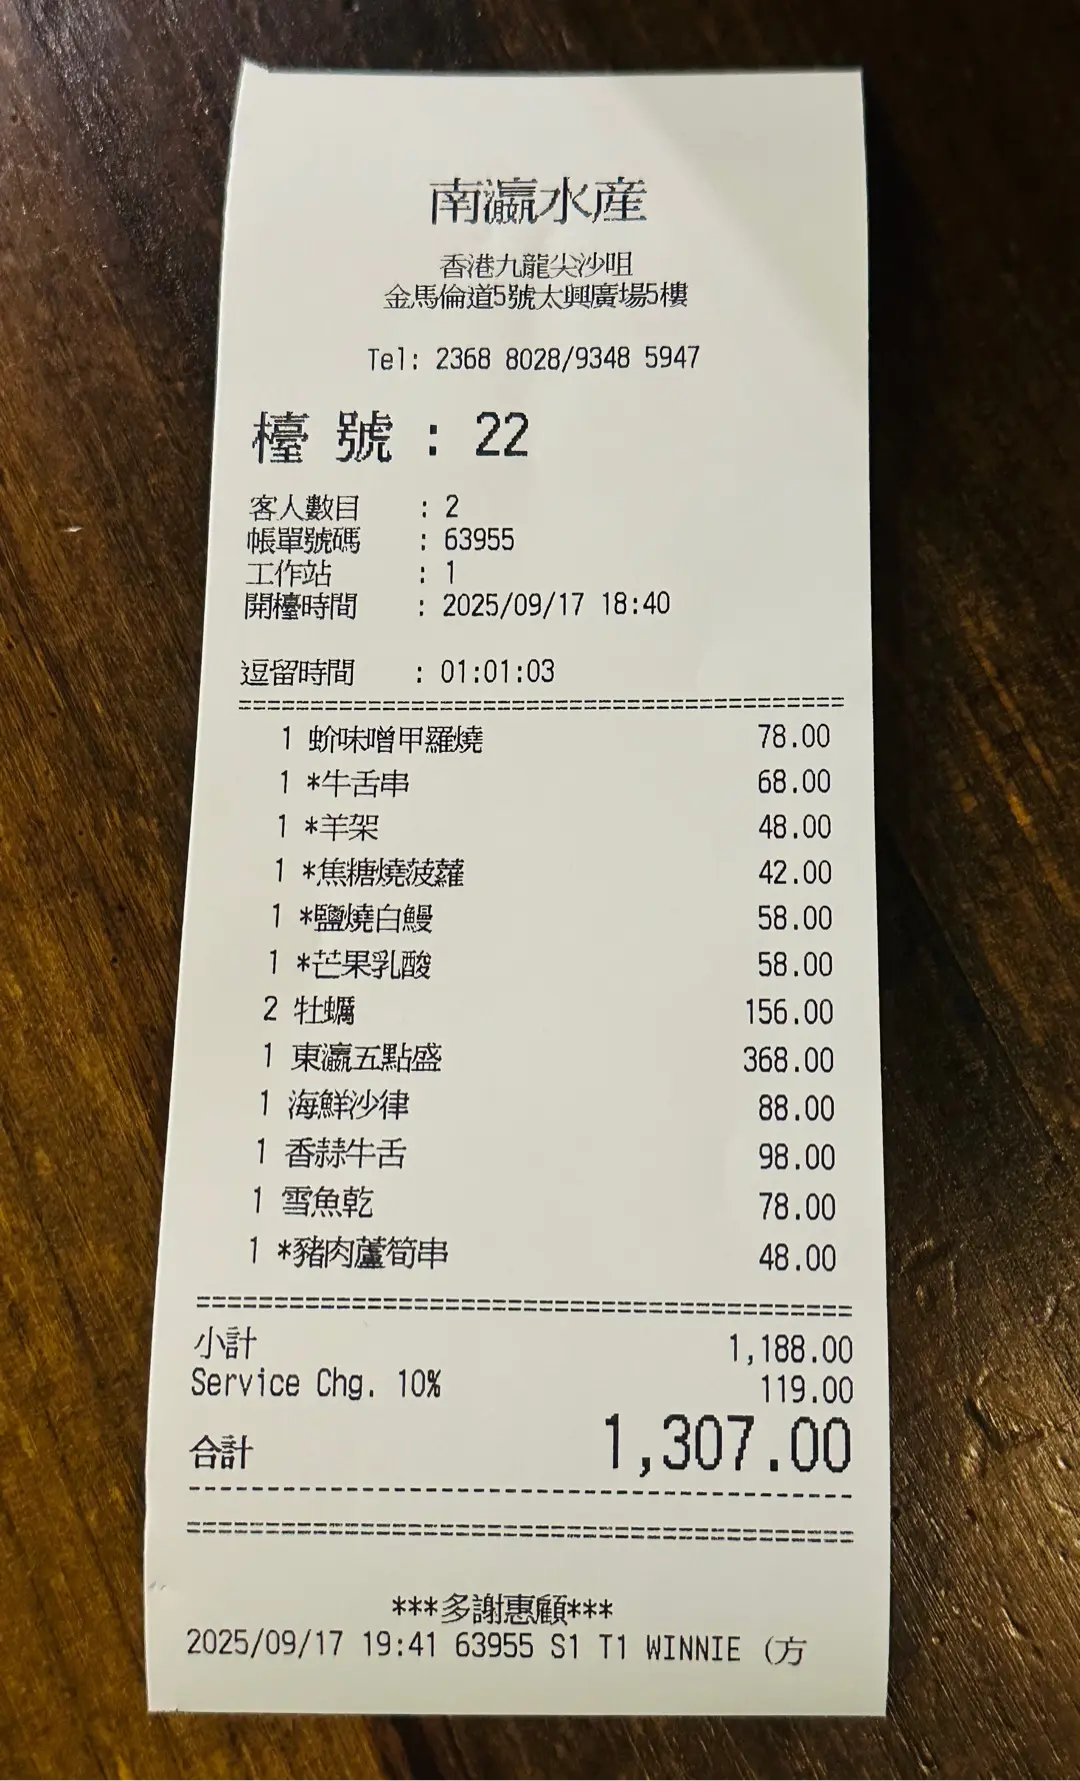 南瀛水産
香港九龍尖沙咀
金馬倫道5號太興廣場5樓
Tel: 2368 8028/9348 5947
檯 號 : 22
客人數目 : 2
帳單號碼 : 63955
工作站 : 1
開檯時間 : 2025/09/17 18:40
逗留時間 : 01:01:03
1 蚧味噌甲羅燒 78.00
1 *牛舌串 68.00
1 *羊架 48.00
1 *焦糖燒菠蘿 42.00
1 *鹽燒白鰻 58.00
1 *芒果乳酸 58.00
2 牡蠣 156.00
1 東瀛五點盛 368.00
1 海鮮沙律 88.00
1 香蒜牛舌 98.00
1 雪魚乾 78.00
1 *豬肉蘆筍串 48.00
小計 1,188.00
Service Chg. 10% 119.00
合計 1,307.00
***多謝惠顧***
2025/09/17 19:41 63955 S1 T1 WINNIE (方